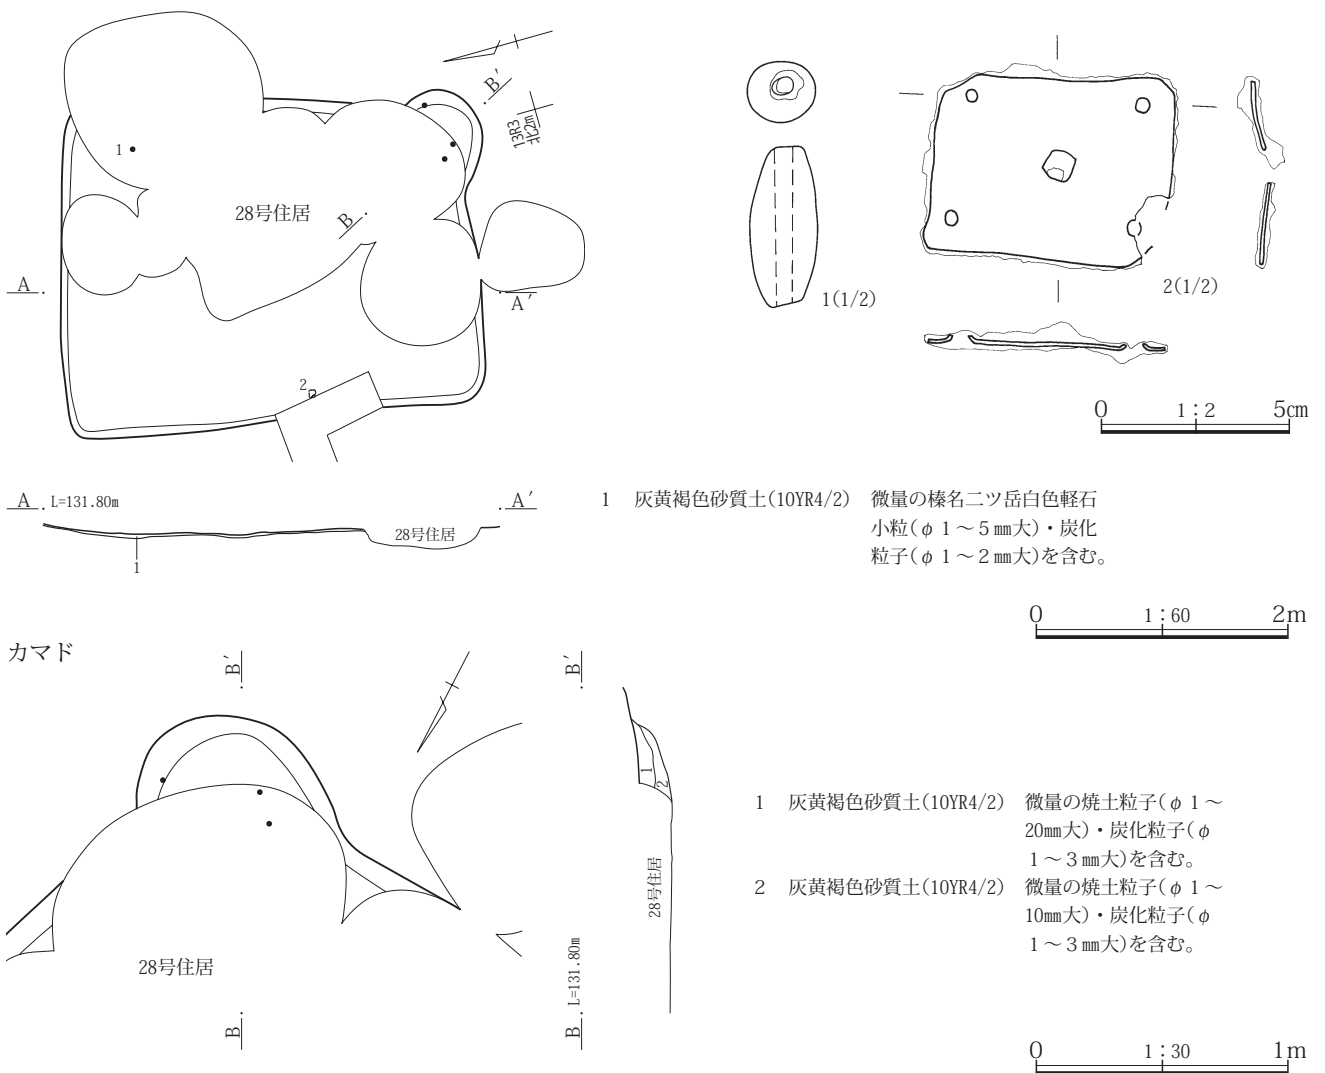 B′
13R3
北2m
1
28号住居
B
A
A′
2
1(1/2)
2(1/2)
0 1:2 5cm
A L=131.80m A′
28号住居
1
1 灰黄褐色砂質土(10YR4/2) 微量の榛名二ツ岳白色軽石
小粒(φ1～5㎜大)・炭化
粒子(φ1～2㎜大)を含む。
0 1:60 2m
カマド
B′
B′
1
2
28号住居
28号住居
B
B L=131.80m
1 灰黄褐色砂質土(10YR4/2) 微量の焼土粒子(φ1～
20㎜大)・炭化粒子(φ
1～3㎜大)を含む。
2 灰黄褐色砂質土(10YR4/2) 微量の焼土粒子(φ1～
10㎜大)・炭化粒子(φ
1～3㎜大)を含む。
0 1:30 1m